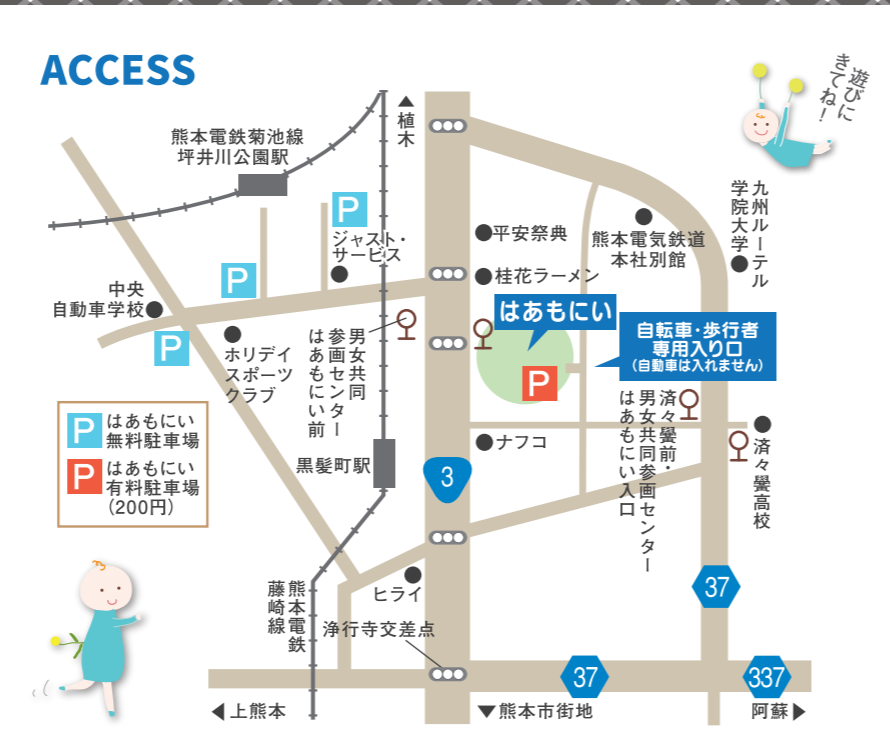 ACCESS
遊びに
きてね！
植木
熊本電鉄菊池線
坪井川公園駅
P
ジャスト・
サービス
平安祭典
熊本電気鉄道
本社別館
九州ルーテル
学院大学
P
桂花ラーメン
中央
自動車学校
はあもにい
自転車・歩行者
専用入り口
（自動車は入れません）
P
ホリデイ
スポーツ
クラブ
男女共同
参画センター
はあもにい前
P
済々黌前・
男女共同参画センター
はあもにい入口
P
はあもにい
無料駐車場
P
はあもにい
有料駐車場
（200円）
ナフコ
済々黌高校
黒髪町駅
3
ヒライ
37
熊本電鉄
藤崎線
浄行寺交差点
37
337
上熊本
熊本市街地
阿蘇